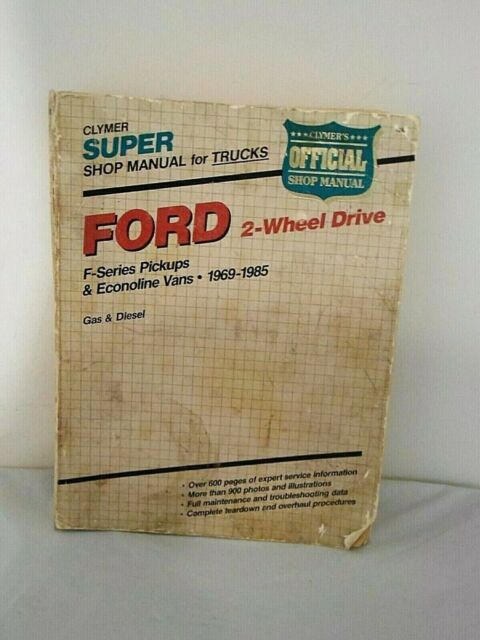 CLYMER
SUPER
SHOP MANUAL for TRUCKS
★★★CLYMER'S★★★
OFFICIAL
SHOP MANUAL
FORD 2-Wheel Drive
F-Series Pickups
& Econoline Vans • 1969-1985
Gas & Diesel
• Over 600 pages of expert service information
• More than 900 photos and illustrations
• Full maintenance and troubleshooting data
• Complete teardown and overhaul procedures